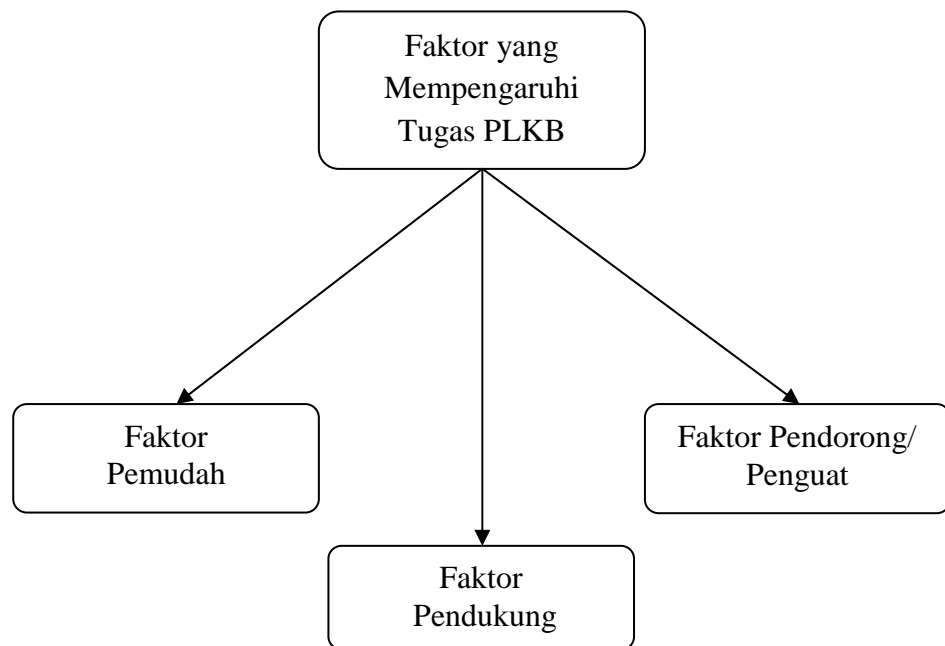 Faktor yang
Mempengaruhi
Tugas PLKB
Faktor
Pemudah
Faktor Pendorong/
Penguat
Faktor
Pendukung